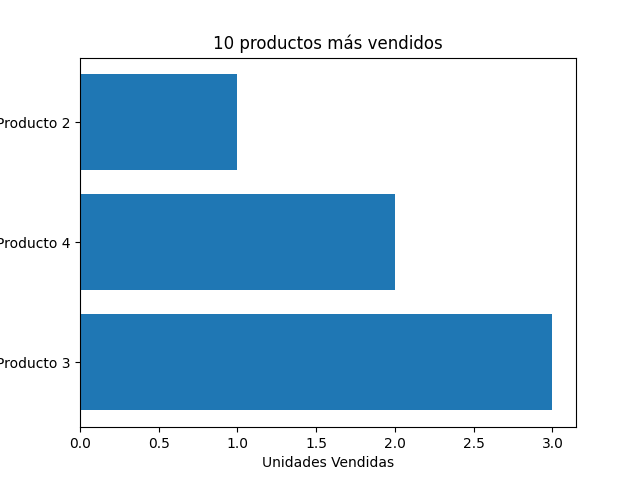 10 productos más vendidos
Producto 2
Producto 4
Producto 3
0.0 0.5 1.0 1.5 2.0 2.5 3.0
Unidades Vendidas